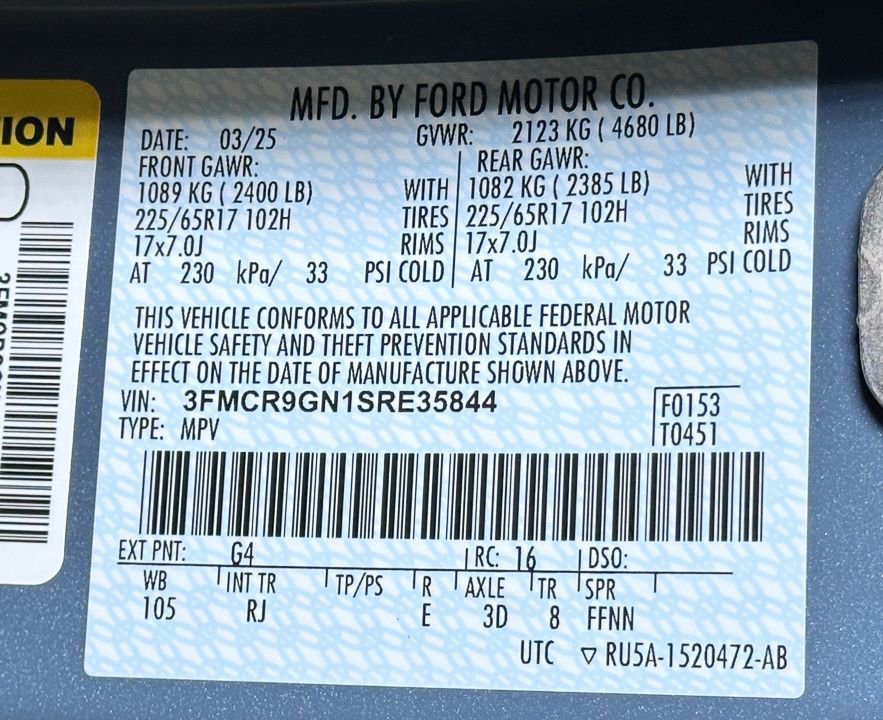 MFD. BY FORD MOTOR CO.
DATE: 03/25 GVWR: 2123 KG ( 4680 LB)
FRONT GAWR: REAR GAWR:
1089 KG ( 2400 LB) WITH 1082 KG ( 2385 LB) WITH
225/65R17 102H TIRES 225/65R17 102H TIRES
17x7.0J RIMS 17x7.0J RIMS
AT 230 kPa/ 33 PSI COLD AT 230 kPa/ 33 PSI COLD
THIS VEHICLE CONFORMS TO ALL APPLICABLE FEDERAL MOTOR
VEHICLE SAFETY AND THEFT PREVENTION STANDARDS IN
EFFECT ON THE DATE OF MANUFACTURE SHOWN ABOVE.
VIN: 3FMCR9GN1SRE35844 F0153
TYPE: MPV T0451
EXT PNT: G4 RC: 16 DSO:
WB INT TR TP/PS R AXLE TR SPR
105 RJ E 3D 8 FFNN
UTC ▽ RU5A-1520472-AB
ION